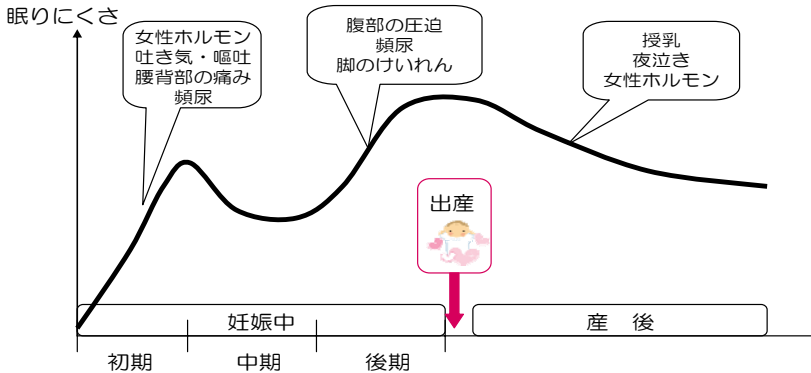 眠りにくさ
女性ホルモン
吐き気・嘔吐
腰背部の痛み
頻尿
腹部の圧迫
頻尿
脚のけいれん
授乳
夜泣き
女性ホルモン
出産
妊娠中
産　後
初期
中期
後期